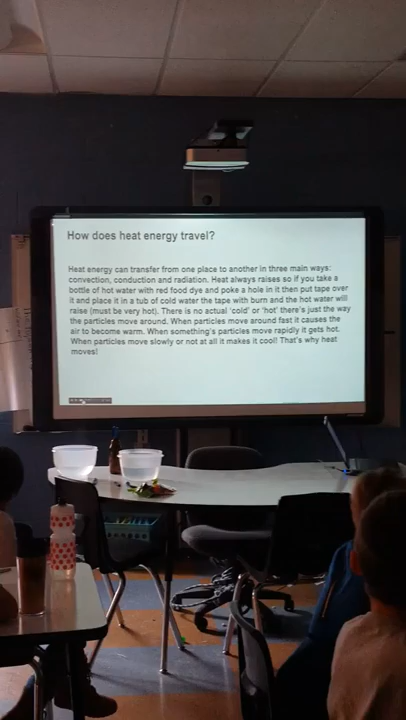 How does heat energy travel?
Heat energy can transfer from one place to another in three main ways:
convection, conduction and radiation. Heat always raises so if you take a
bottle of hot water with red food dye and poke a hole in it then put tape over
it and place it in a tub of cold water the tape with burn and the hot water will
raise (must be very hot). There is no actual 'cold' or 'hot' there's just the way
the particles move around. When particles move around fast it causes the
air to become warm. When something's particles move rapidly it gets hot.
When particles move slowly or not at all it makes it cool! That's why heat
moves!